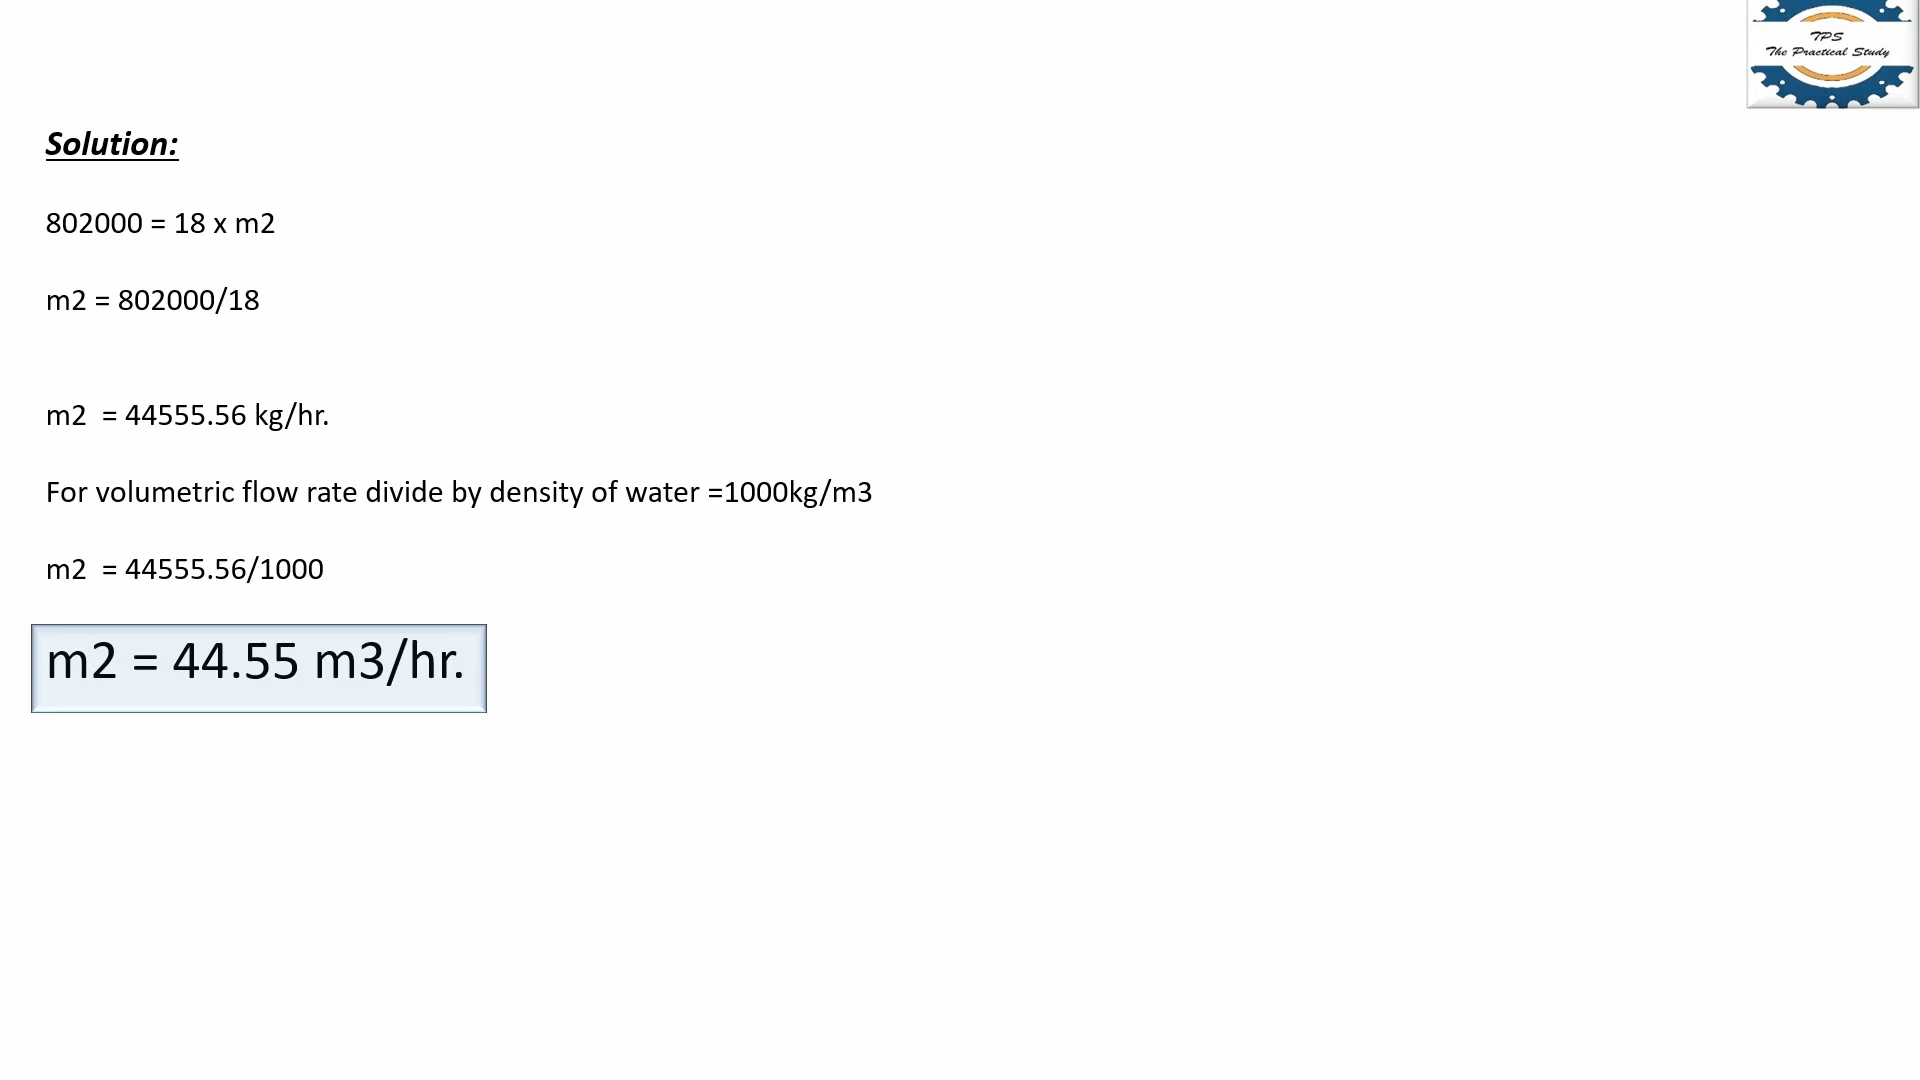 TPS
The Practical Study
Solution:
802000 = 18 x m2
m2 = 802000/18
m2  = 44555.56 kg/hr.
For volumetric flow rate divide by density of water =1000kg/m3
m2  = 44555.56/1000
m2 = 44.55 m3/hr.